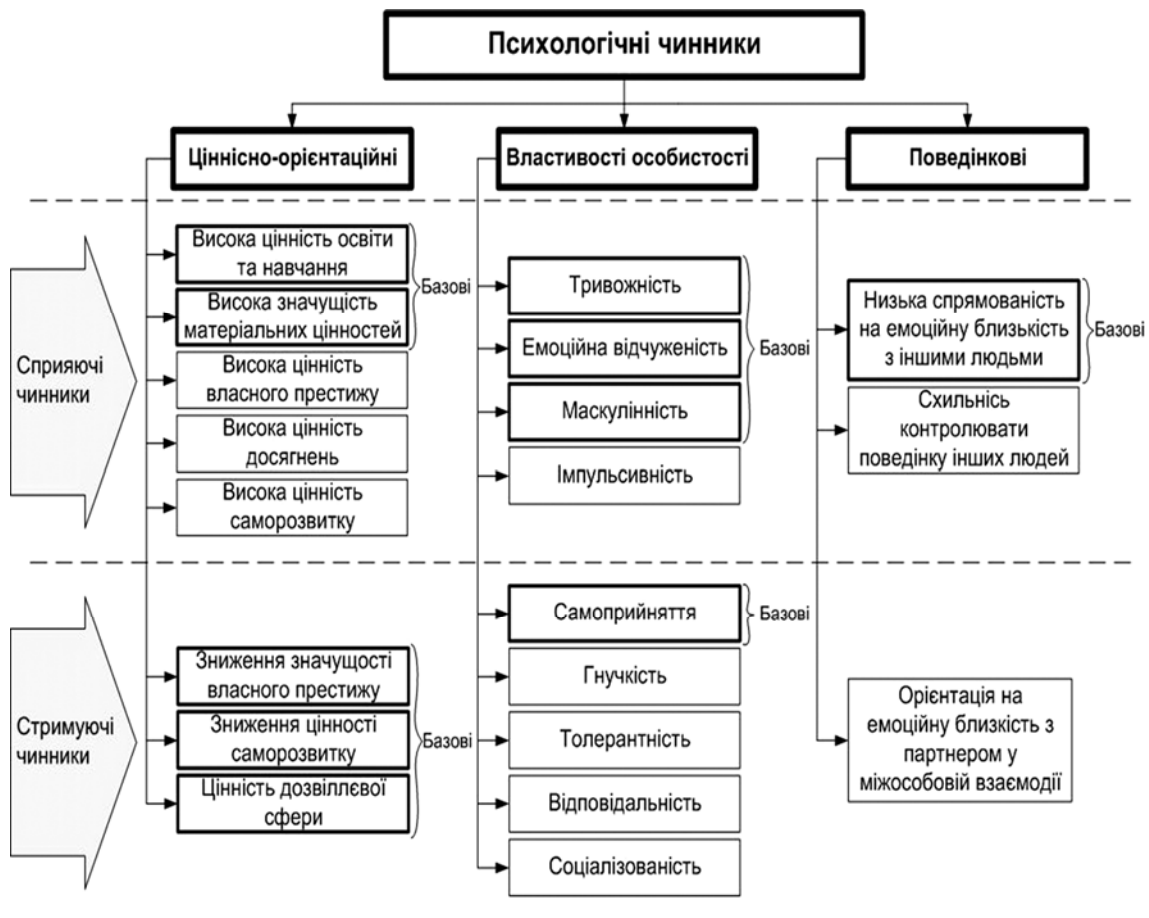 Психологічні чинники
Ціннісно-орієнтаційні
Властивості особистості
Поведінкові
Сприяючі
чинники
Висока цінність освіти
та навчання
Висока значущість
матеріальних цінностей
Базові
Висока цінність
власного престижу
Висока цінність
досягнень
Висока цінність
саморозвитку
Тривожність
Емоційна відчуженість
Маскулінність
Базові
Імпульсивність
Низька спрямованість
на емоційну близькість
з іншими людьми
Базові
Схильнісь
контролювати
поведінку інших людей
Стримуючі
чинники
Зниження значущості
власного престижу
Зниження цінності
саморозвитку
Цінність дозвіллєвої
сфери
Базові
Самоприйняття
Базові
Гнучкість
Толерантність
Відповідальність
Соціалізованість
Орієнтація на
емоційну близкість з
партнером у
міжособовій взаємодії